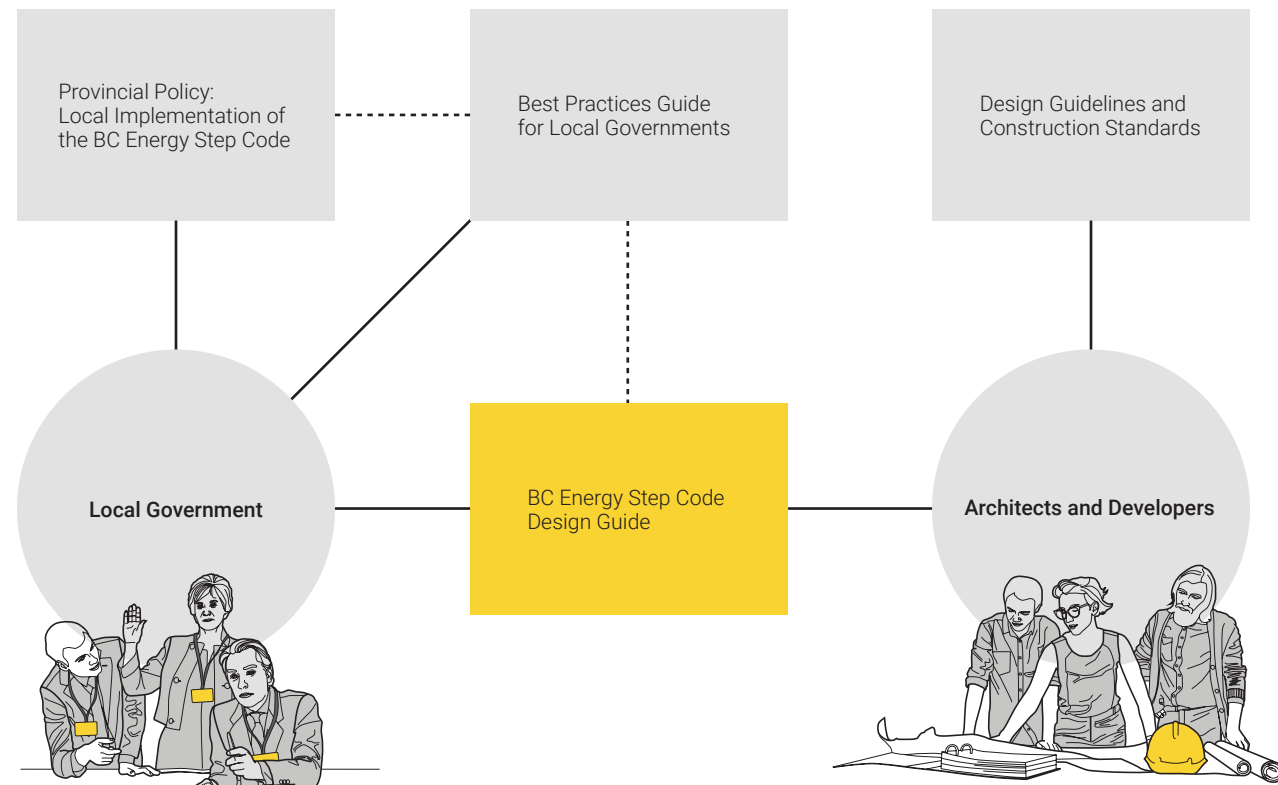 Provincial Policy:
Local Implementation of
the BC Energy Step Code
Best Practices Guide
for Local Governments
Design Guidelines and
Construction Standards
Local Government
BC Energy Step Code
Design Guide
Architects and Developers